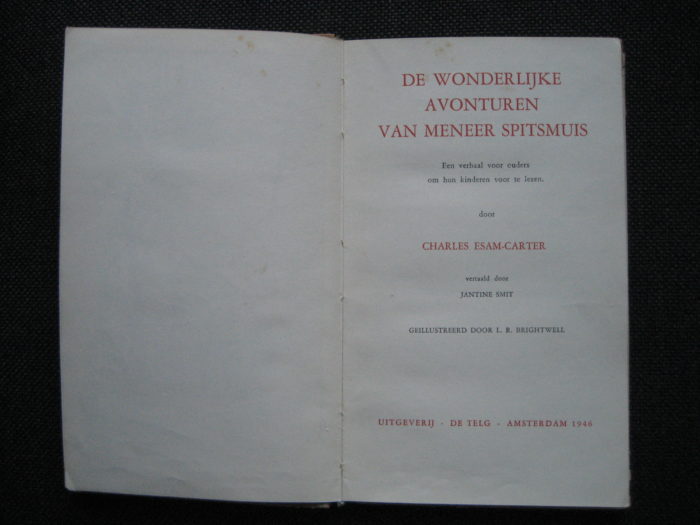 DE WONDERLIJKE
AVONTUREN
VAN MENEER SPITSMUIS
Een verhaal voor ouders
om hun kinderen voor te lezen.
door
CHARLES ESAM-CARTER
vertaald door
JANTINE SMIT
GEILLUSTREERD DOOR L. R. BRIGHTWELL
UITGEVERIJ · DE TELG · AMSTERDAM 1946